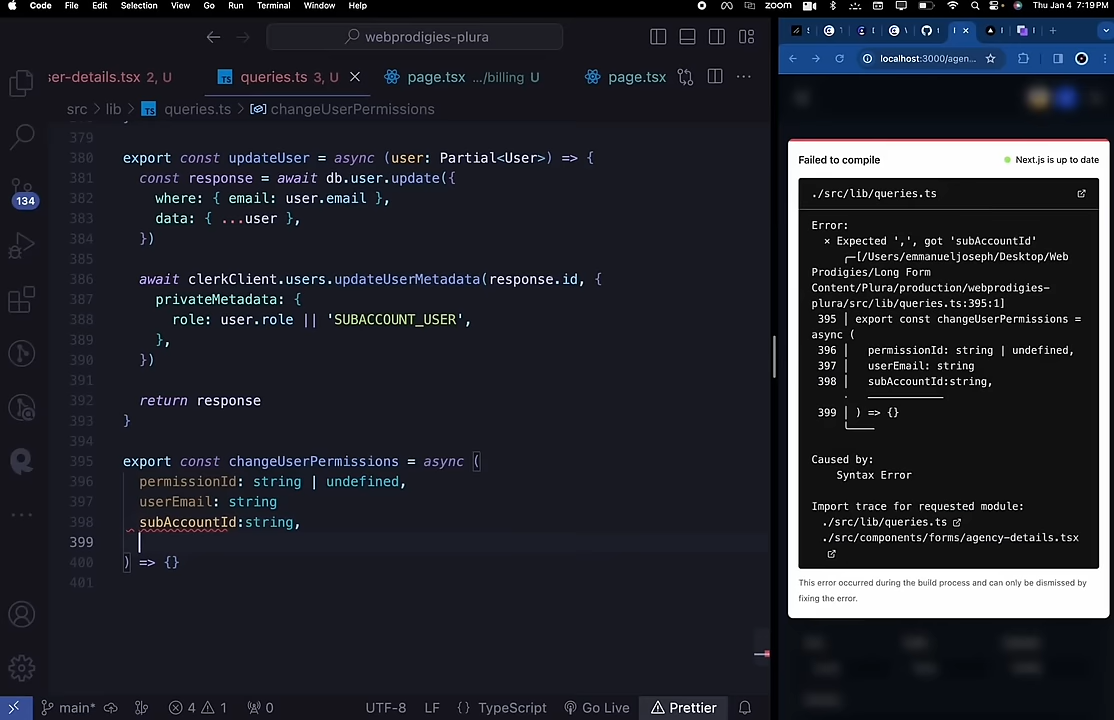 Code File Edit Selection View Go Run Terminal Window Help zoom Thu Jan 4 7:19 PM
webprodigies-plura
ser-details.tsx 2, U TS queries.ts 3, U page.tsx .../billing U page.tsx
src > lib > TS queries.ts > changeUserPermissions
379
380 export const updateUser = async (user: Partial<User>) => {
381 const response = await db.user.update({
382 where: { email: user.email },
383 data: { ...user },
384 })
385
386 await clerkClient.users.updateUserMetadata(response.id, {
387 privateMetadata: {
388 role: user.role || 'SUBACCOUNT_USER',
389 },
390 })
391
392 return response
393 }
394
395 export const changeUserPermissions = async (
396 permissionId: string | undefined,
397 userEmail: string
398 subAccountId:string,
399
400 ) => {}
401
134
main* 4 1 0 UTF-8 LF {} TypeScript Go Live Prettier
localhost:3000/agen...
Failed to compile
Next.js is up to date
./src/lib/queries.ts
Error:
× Expected ',', got 'subAccountId'
╭─[/Users/emmanueljoseph/Desktop/Web
Prodigies/Long Form
Content/Plura/production/webprodigies-
plura/src/lib/queries.ts:395:1]
395 │ export const changeUserPermissions =
async (
396 │ permissionId: string | undefined,
397 │ userEmail: string
398 │ subAccountId:string,
399 │ ) => {}
Caused by:
Syntax Error
Import trace for requested module:
./src/lib/queries.ts
./src/components/forms/agency-details.tsx
This error occurred during the build process and can only be dismissed by
fixing the error.